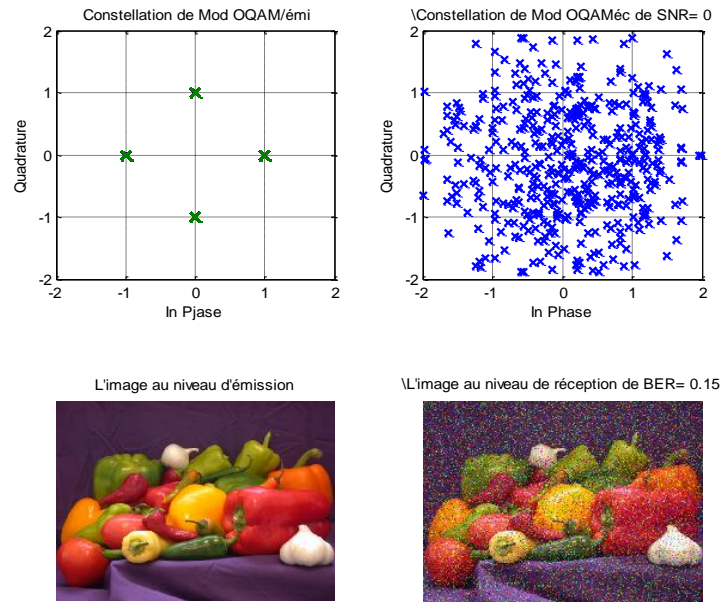 Constellation de Mod OQAM/émi
2
1
0
-1
-2
-2
-1
0
1
2
Quadrature
In Pjase
\Constellation de Mod OQAMéc de SNR= 0
2
1
0
-1
-2
-2
-1
0
1
2
Quadrature
In Phase
L'image au niveau d'émission
\L'image au niveau de réception de BER= 0.15